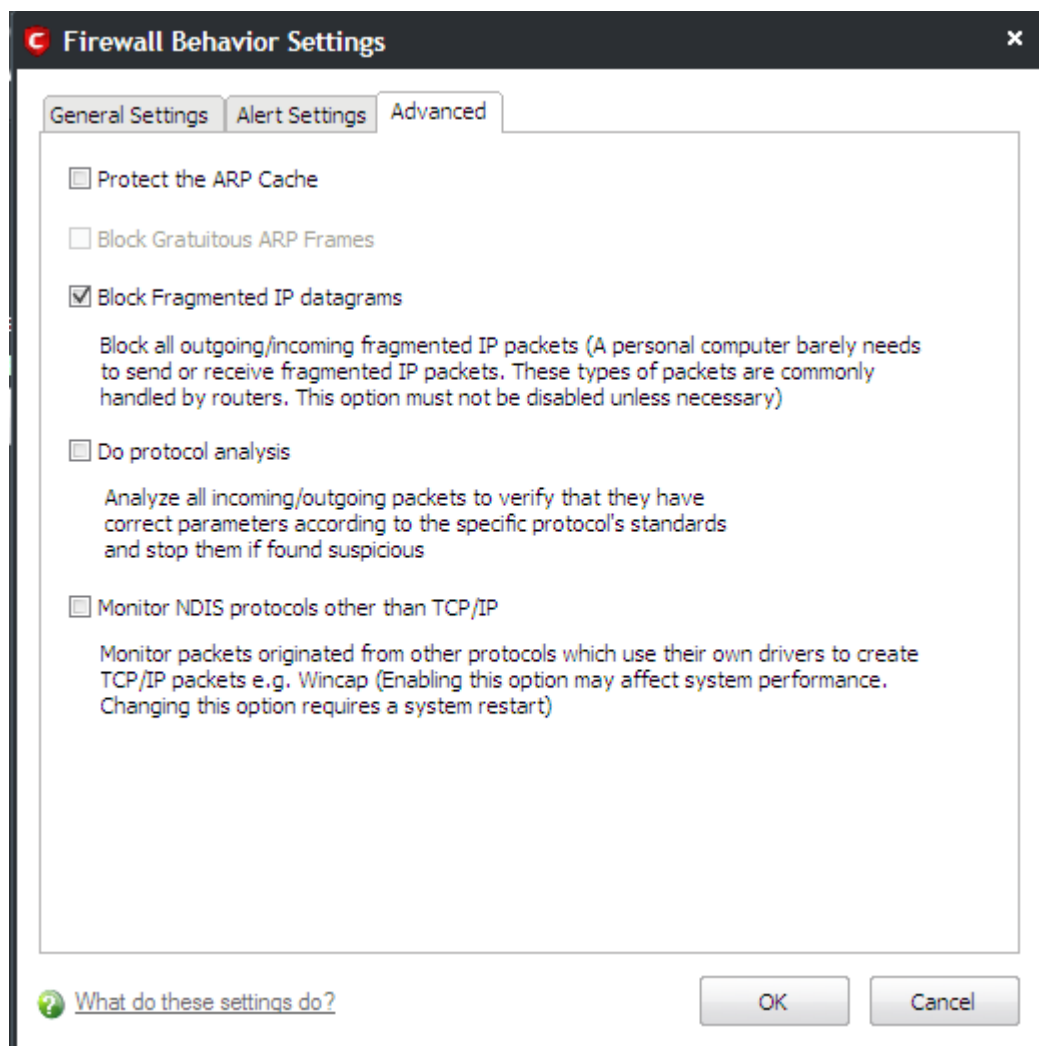 Firewall Behavior Settings
General Settings
Alert Settings
Advanced
Protect the ARP Cache
Block Gratuitous ARP Frames
Block Fragmented IP datagrams
Block all outgoing/incoming fragmented IP packets (A personal computer barely needs
to send or receive fragmented IP packets. These types of packets are commonly
handled by routers. This option must not be disabled unless necessary)
Do protocol analysis
Analyze all incoming/outgoing packets to verify that they have
correct parameters according to the specific protocol's standards
and stop them if found suspicious
Monitor NDIS protocols other than TCP/IP
Monitor packets originated from other protocols which use their own drivers to create
TCP/IP packets e.g. Wincap (Enabling this option may affect system performance.
Changing this option requires a system restart)
What do these settings do?
OK
Cancel